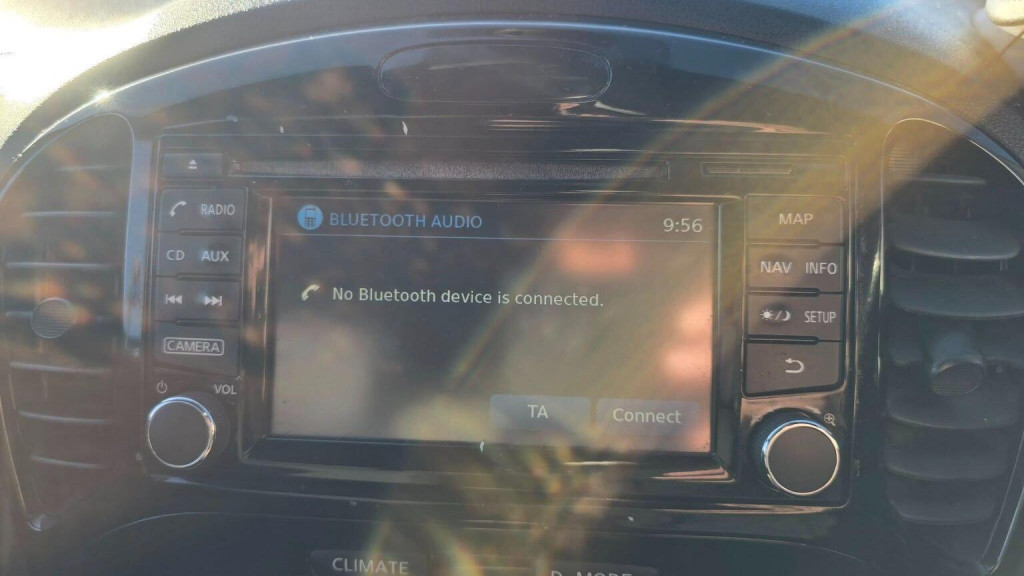 RADIO
CD AUX
CAMERA
VOL
BLUETOOTH AUDIO 9:56
No Bluetooth device is connected.
TA Connect
MAP
NAV INFO
SETUP
CLIMATE
D-MODE